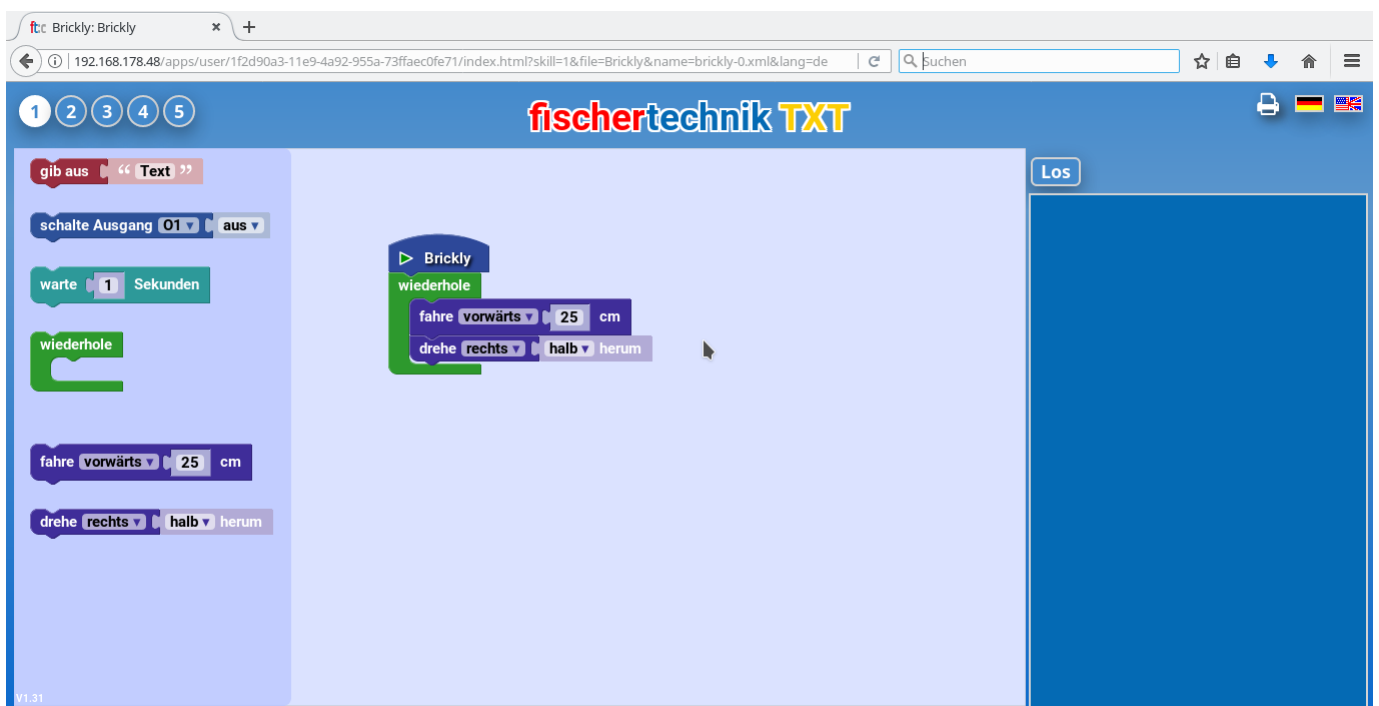 ftc Brickly: Brickly
192.168.178.48/apps/user/1f2d90a3-11e9-4a92-955a-73ffaec0fe71/index.html?skill=1&file=Brickly&name=brickly-0.xml&lang=de
Suchen
1 2 3 4 5
fischertechnik TXT
gib aus “ Text ”
schalte Ausgang O1 aus
warte 1 Sekunden
wiederhole
fahre vorwärts 25 cm
drehe rechts halb herum
V1.31
Brickly
wiederhole
fahre vorwärts 25 cm
drehe rechts halb herum
Los